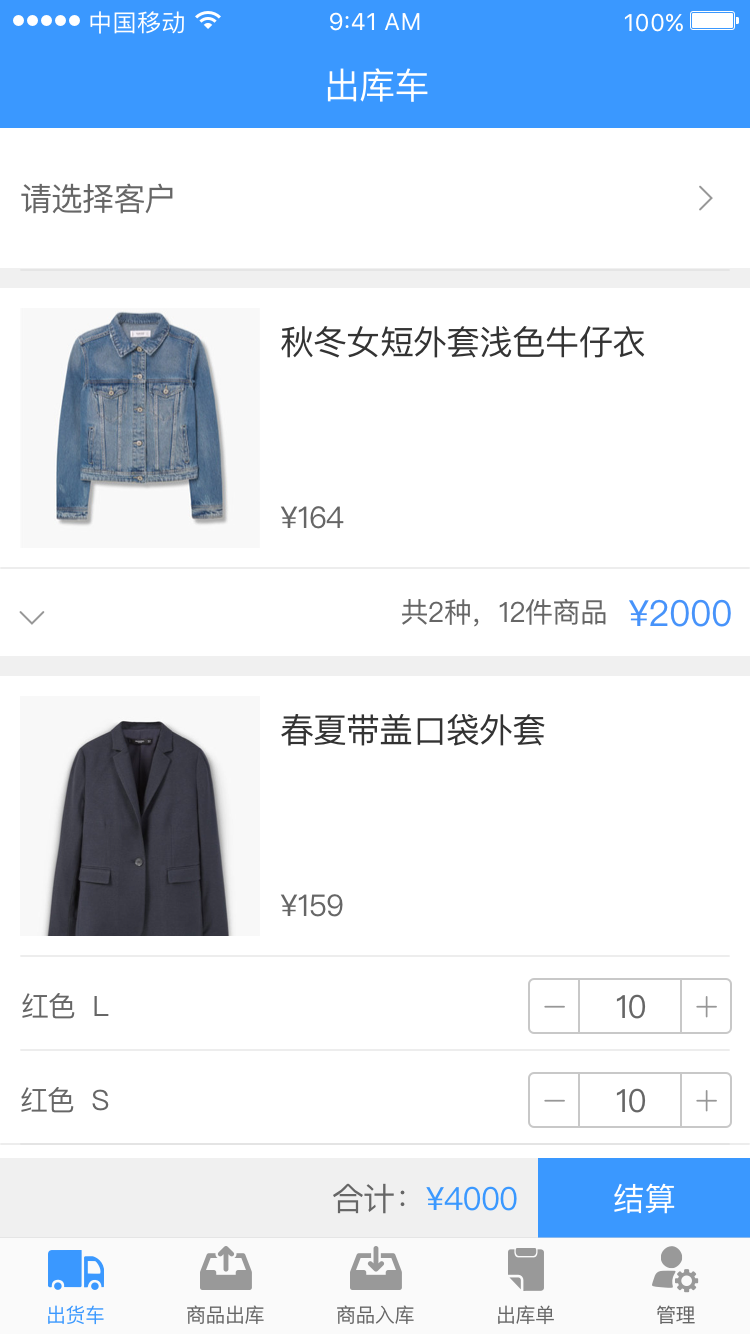 中国移动 9:41 AM 100%
出库车
请选择客户
秋冬女短外套浅色牛仔衣
¥164
共2种，12件商品 ¥2000
春夏带盖口袋外套
¥159
红色 L 10
红色 S 10
合计： ¥4000 结算
出货车 商品出库 商品入库 出库单 管理